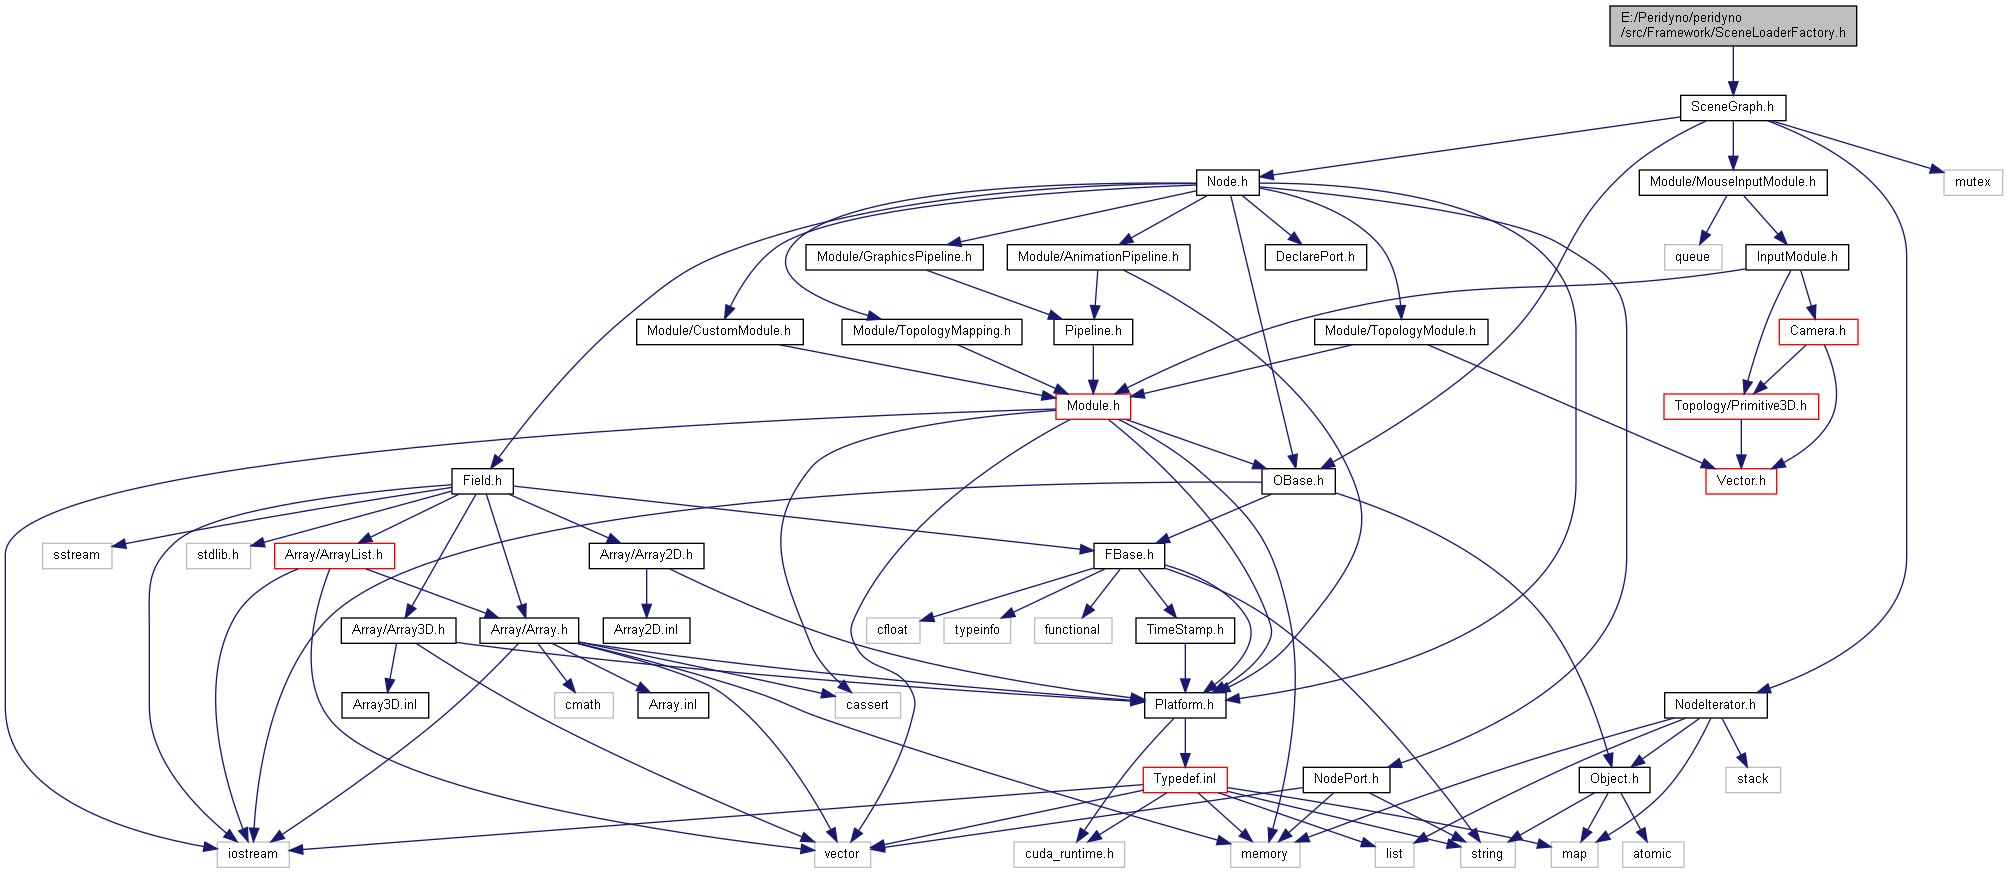 E:/Peridyno/peridyno
/src/Framework/SceneLoaderFactory.h
SceneGraph.h
Node.h
Module/MouseInputModule.h
mutex
Module/GraphicsPipeline.h
Module/AnimationPipeline.h
DeclarePort.h
queue
InputModule.h
Module/CustomModule.h
Module/TopologyMapping.h
Pipeline.h
Module/TopologyModule.h
Camera.h
Module.h
Topology/Primitive3D.h
Field.h
OBase.h
Vector.h
sstream
stdlib.h
Array/ArrayList.h
Array/Array2D.h
FBase.h
Array/Array3D.h
Array/Array.h
Array2D.inl
cfloat
typeinfo
functional
TimeStamp.h
Array3D.inl
cmath
Array.inl
cassert
Platform.h
NodeIterator.h
Typedef.inl
NodePort.h
Object.h
stack
iostream
vector
cuda_runtime.h
memory
list
string
map
atomic